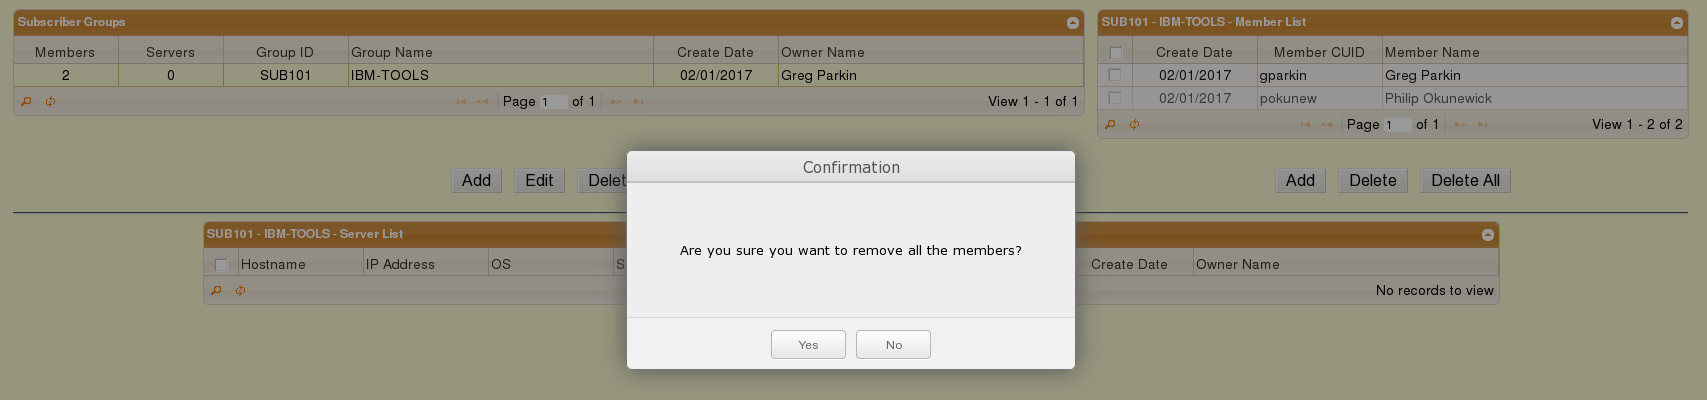 Subscriber Groups
Members Servers Group ID Group Name Create Date Owner Name
2 0 SUB101 IBM-TOOLS 02/01/2017 Greg Parkin
Page 1 of 1 View 1 - 1 of 1
SUB101 - IBM-TOOLS - Member List
Create Date Member CUID Member Name
02/01/2017 gparkin Greg Parkin
02/01/2017 pokunew Philip Okunewick
Page 1 of 1 View 1 - 2 of 2
Add Edit Delet
Add Delete Delete All
Confirmation
Are you sure you want to remove all the members?
Yes No
SUB101 - IBM-TOOLS - Server List
Hostname IP Address OS S Create Date Owner Name
No records to view